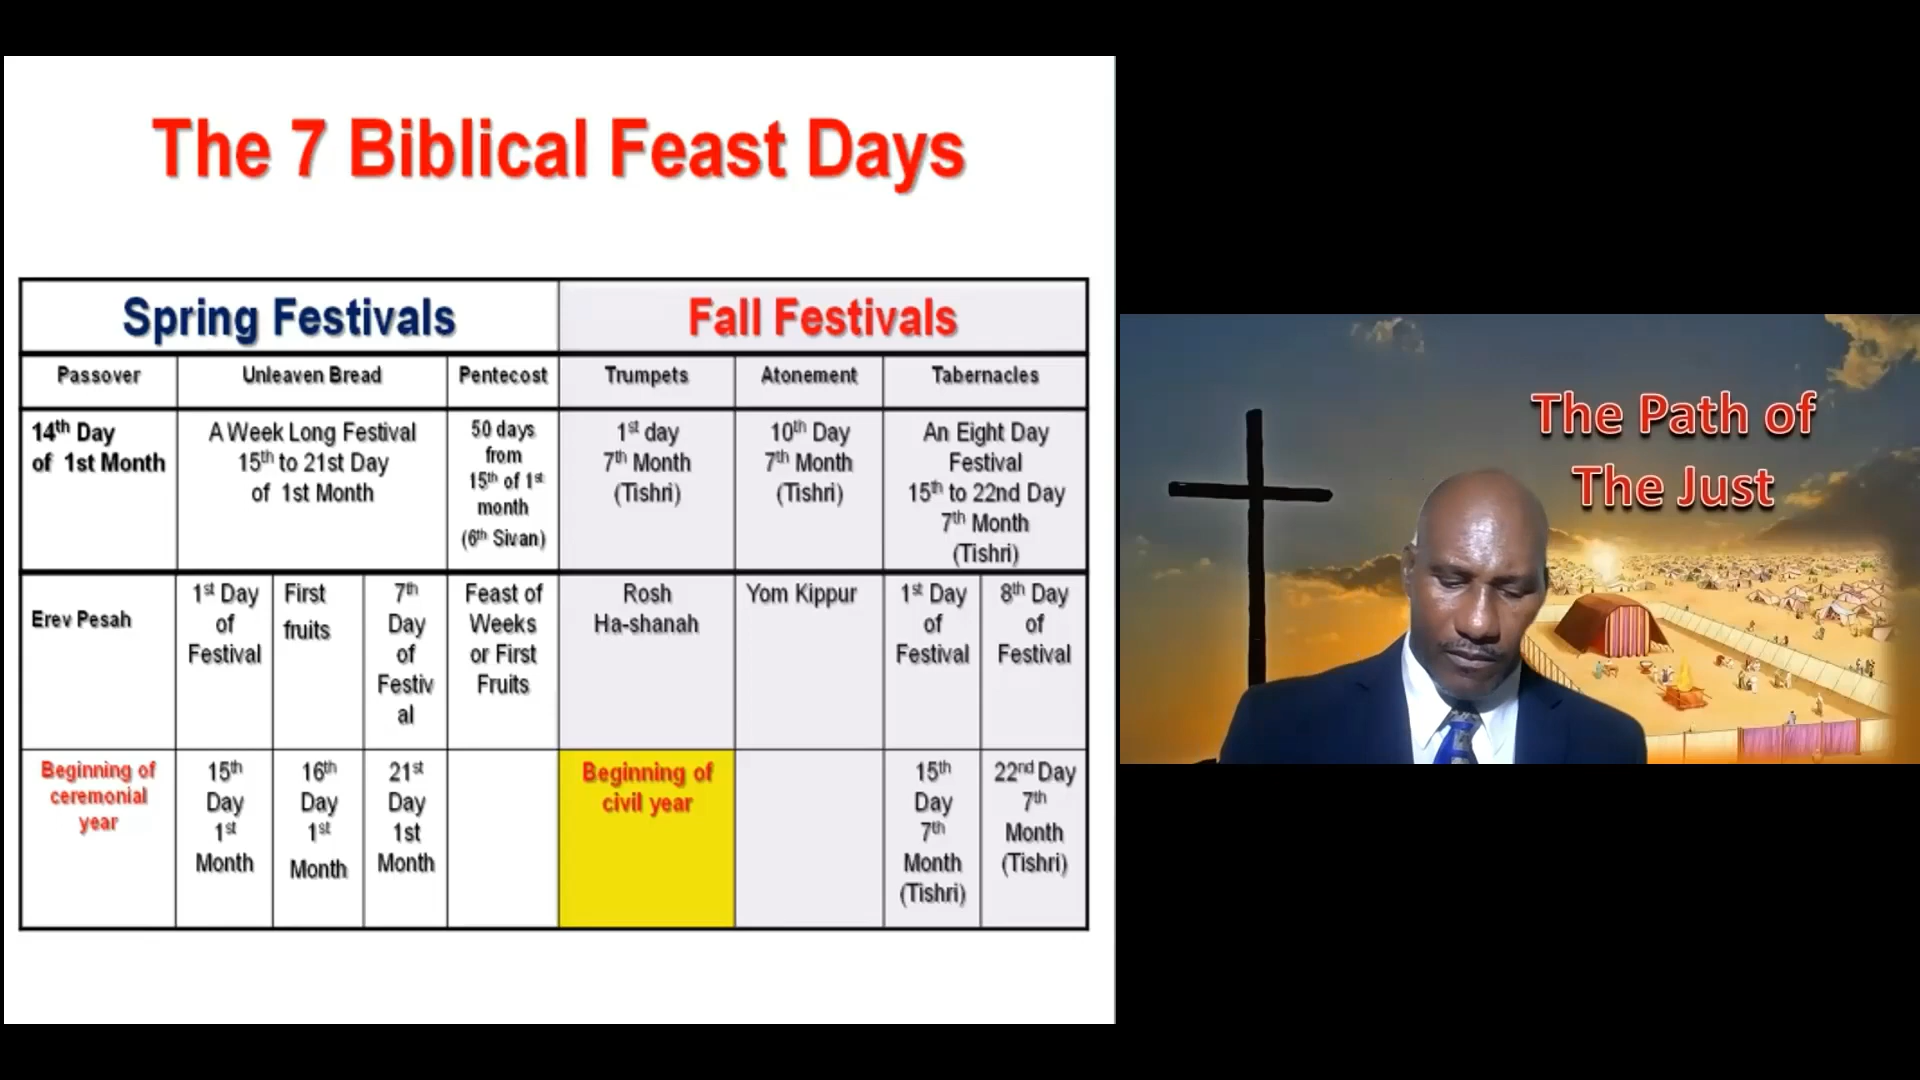 The 7 Biblical Feast Days
Spring Festivals
Fall Festivals
Passover
Unleaven Bread
Pentecost
Trumpets
Atonement
Tabernacles
14th Day
of 1st Month
A Week Long Festival
15th to 21st Day
of 1st Month
50 days
from
15th of 1st
month
(6th Sivan)
1st day
7th Month
(Tishri)
10th Day
7th Month
(Tishri)
An Eight Day
Festival
15th to 22nd Day
7th Month
(Tishri)
Erev Pesah
1st Day
of
Festival
First
fruits
7th
Day
of
Festiv
al
Feast of
Weeks
or First
Fruits
Rosh
Ha-shanah
Yom Kippur
1st Day
of
Festival
8th Day
of
Festival
Beginning of
ceremonial
year
15th
Day
1st
Month
16th
Day
1st
Month
21st
Day
1st
Month
Beginning of
civil year
15th
Day
7th
Month
(Tishri)
22nd Day
7th
Month
(Tishri)
The Path of
The Just